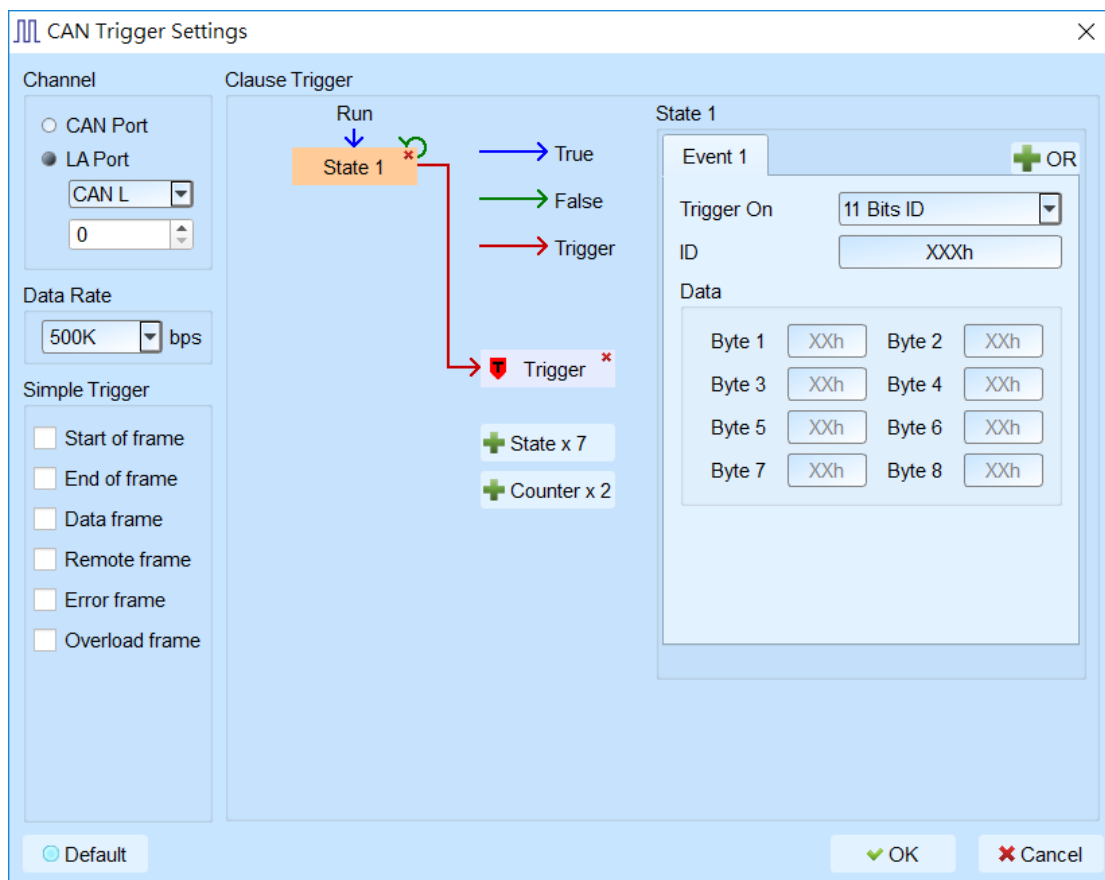 CAN Trigger Settings
Channel
CAN Port
LA Port
CAN L
0
Data Rate
500K bps
Simple Trigger
Start of frame
End of frame
Data frame
Remote frame
Error frame
Overload frame
Clause Trigger
Run
State 1
True
False
Trigger
T Trigger
State x 7
Counter x 2
State 1
Event 1
OR
Trigger On 11 Bits ID
ID XXXh
Data
Byte 1 XXh Byte 2 XXh
Byte 3 XXh Byte 4 XXh
Byte 5 XXh Byte 6 XXh
Byte 7 XXh Byte 8 XXh
Default
OK
Cancel